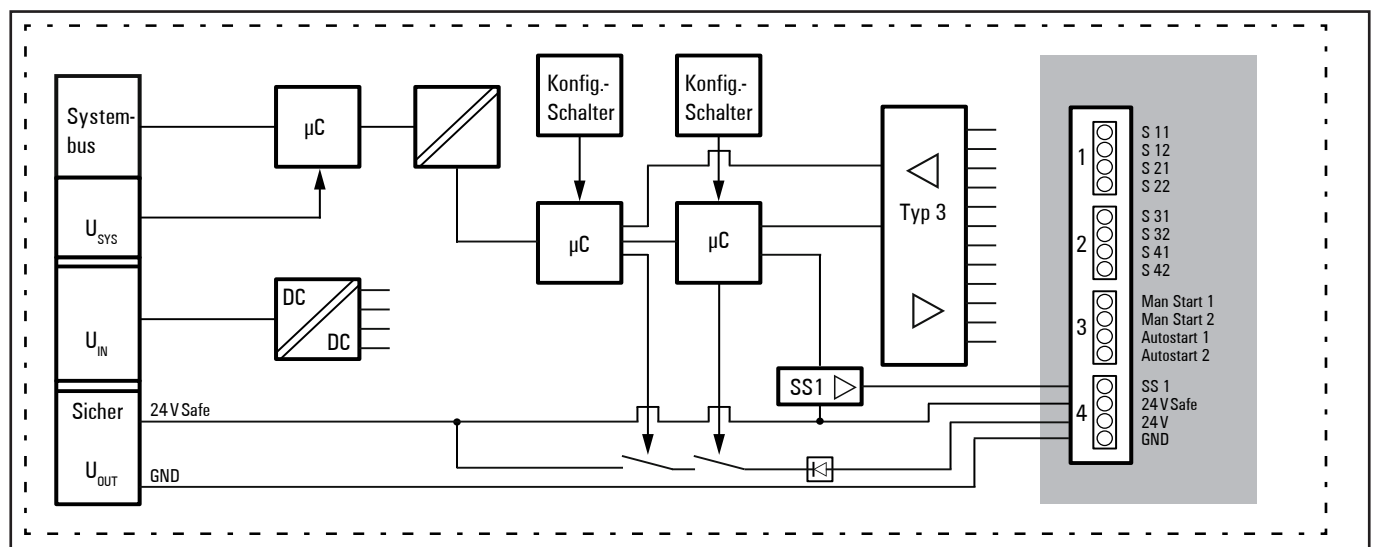 System-
bus
U SYS
U IN
Sicher
U OUT
µC
DC
DC
24 V Safe
GND
Konfig.-
Schalter
Konfig.-
Schalter
µC
µC
Typ 3
SS1
1
S 11
S 12
S 21
S 22
2
S 31
S 32
S 41
S 42
3
Man Start 1
Man Start 2
Autostart 1
Autostart 2
4
SS 1
24 V Safe
24 V
GND